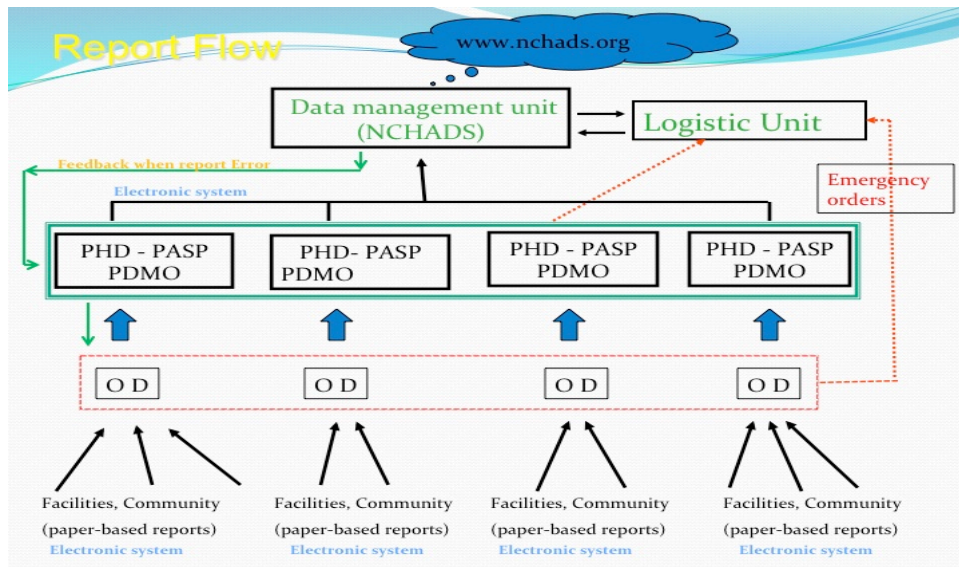 Report Flow
www.nchads.org
Data management unit
(NCHADS)
Logistic Unit
Feedback when report Error
Electronic system
Emergency
orders
PHD - PASP
PDMO
PHD- PASP
PDMO
PHD - PASP
PDMO
PHD - PASP
PDMO
O D
O D
O D
O D
Facilities, Community
(paper-based reports)
Electronic system
Facilities, Community
(paper-based reports)
Electronic system
Facilities, Community
(paper-based reports)
Electronic system
Facilities, Community
(paper-based reports)
Electronic system